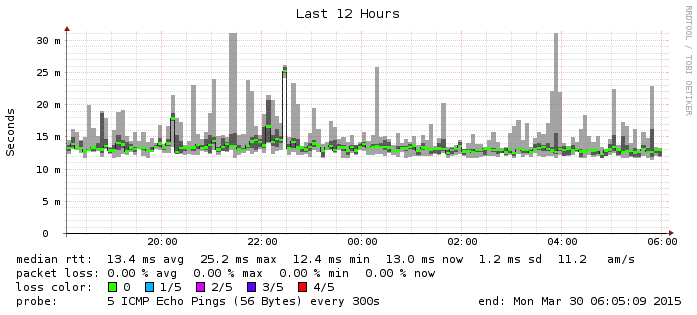 Last 12 Hours
RRDTOOL / TOBI OETIKER
Seconds
30 m
25 m
20 m
15 m
10 m
5 m
0
20:00 22:00 00:00 02:00 04:00 06:00
median rtt: 13.4 ms avg 25.2 ms max 12.4 ms min 13.0 ms now 1.2 ms sd 11.2 am/s
packet loss: 0.00 % avg 0.00 % max 0.00 % min 0.00 % now
loss color: 0 1/5 2/5 3/5 4/5
probe: 5 ICMP Echo Pings (56 Bytes) every 300s end: Mon Mar 30 06:05:09 2015